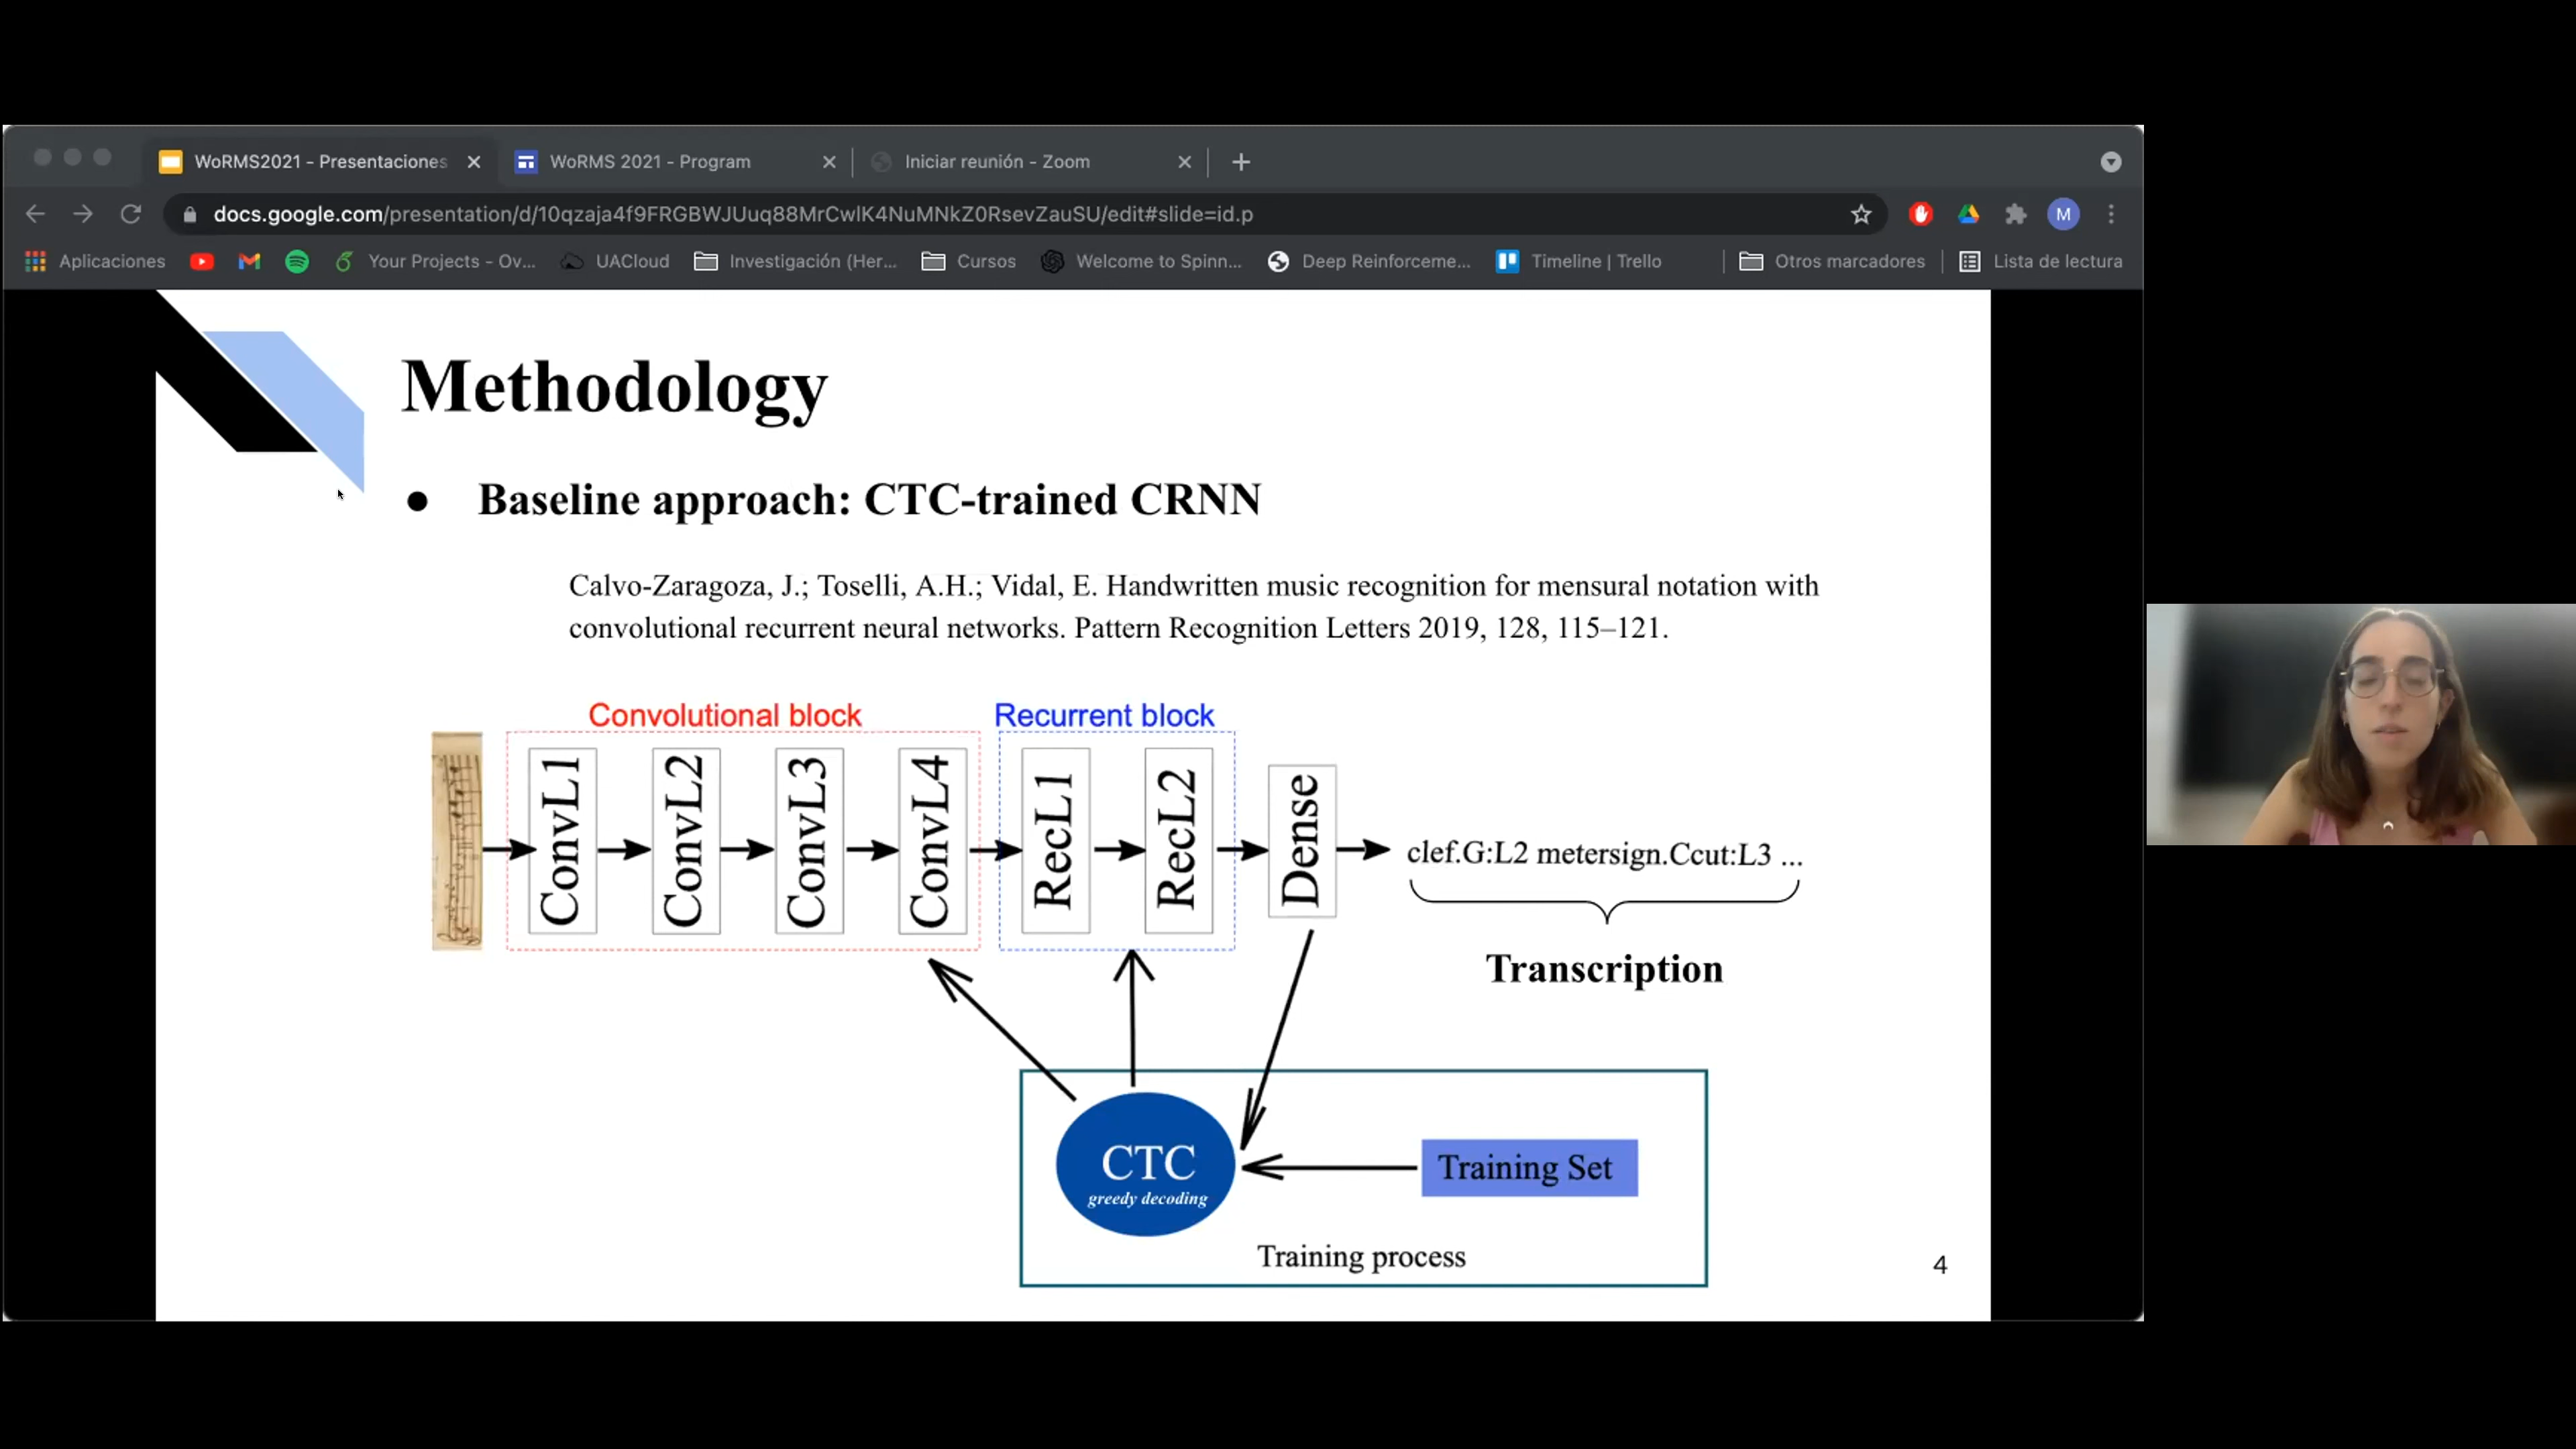 WoRMS2021 - Presentaciones
WoRMS 2021 - Program
Iniciar reunión - Zoom
docs.google.com/presentation/d/10qzaja4f9FRGBWJUuq88MrCwlK4NuMNkZ0RsevZauSU/edit#slide=id.p
M
Aplicaciones
Your Projects - Ov...
UACloud
Investigación (Her...
Cursos
Welcome to Spinn...
Deep Reinforceme...
Timeline | Trello
Otros marcadores
Lista de lectura
Methodology
● Baseline approach: CTC-trained CRNN
Calvo-Zaragoza, J.; Toselli, A.H.; Vidal, E. Handwritten music recognition for mensural notation with
convolutional recurrent neural networks. Pattern Recognition Letters 2019, 128, 115–121.
Convolutional block
Recurrent block
ConvL1
ConvL2
ConvL3
ConvL4
RecL1
RecL2
Dense
clef.G:L2 metersign.Ccut:L3 ...
Transcription
CTC
greedy decoding
Training Set
Training process
4